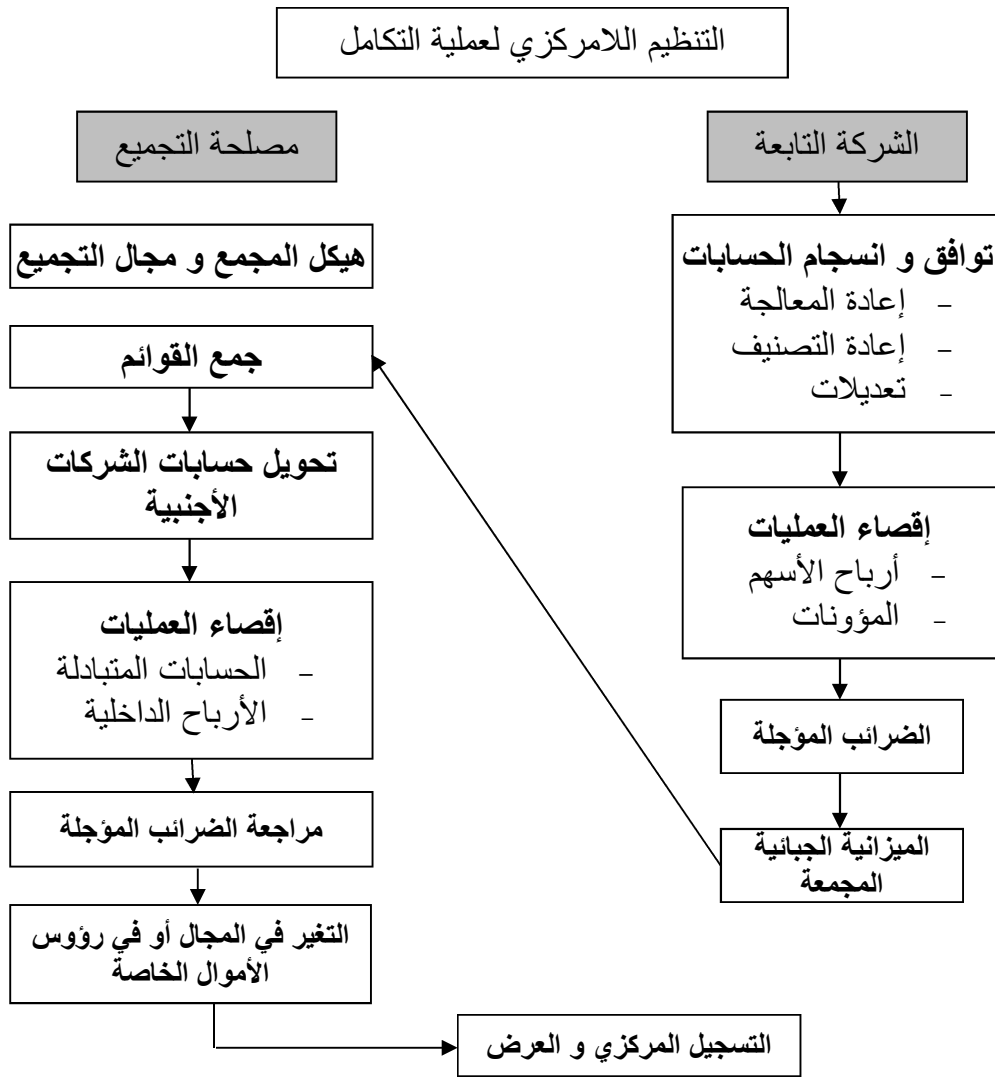 التنظيم اللامركزي لعملية التكامل
الشركة التابعة
توافق و انسجام الحسابات
- إعادة المعالجة
- إعادة التصنيف
- تعديلات
إقصاء العمليات
- أرباح الأسهم
- المؤونات
الضرائب المؤجلة
الميزانية الجبائية
المجمعة
مصلحة التجميع
هيكل المجمع و مجال التجميع
جمع القوائم
تحويل حسابات الشركات
الأجنبية
إقصاء العمليات
- الحسابات المتبادلة
- الأرباح الداخلية
مراجعة الضرائب المؤجلة
التغير في المجال أو في رؤوس
الأموال الخاصة
التسجيل المركزي و العرض